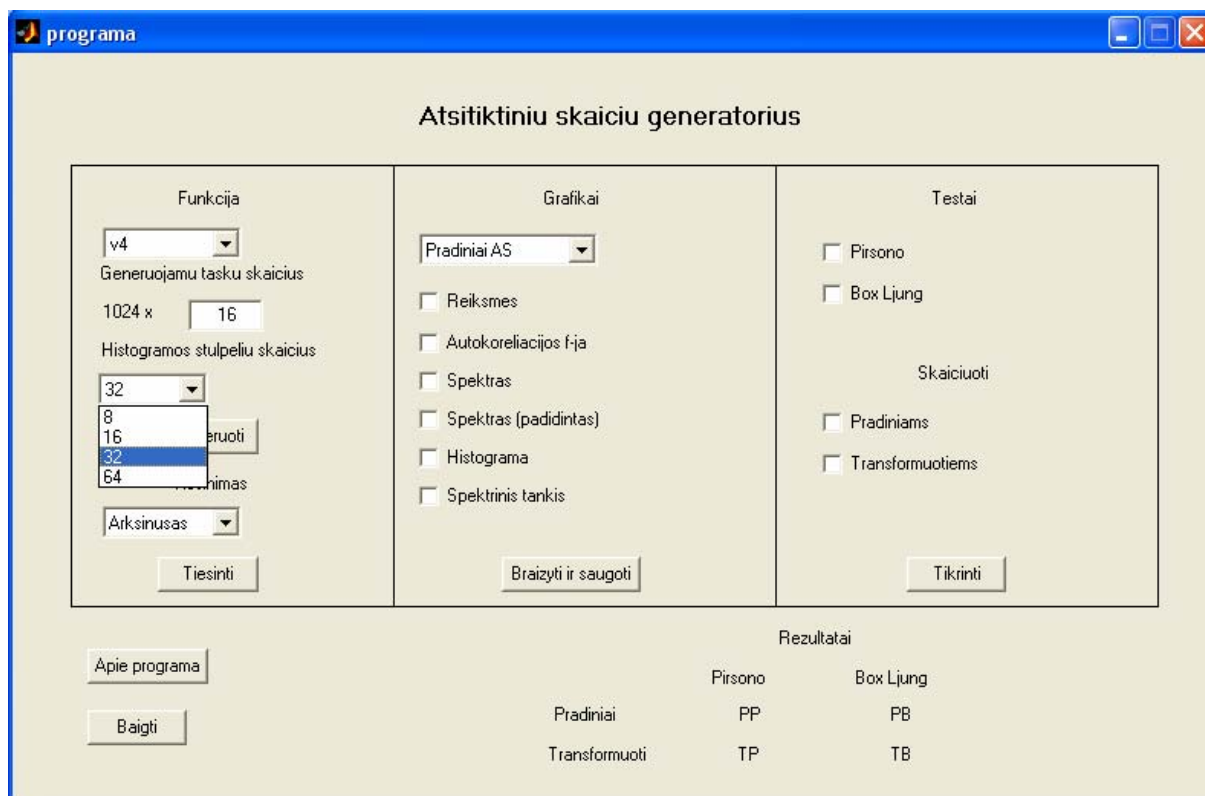 programa
Atsitiktiniu skaiciu generatorius
Funkcija
v4
Generuojamu tasku skaicius
1024 x 16
Histogramos stulpeliu skaicius
32
8
16
32
64
Arksinusas
Tiesinti
Grafikai
Pradiniai AS
Reiksmes
Autokoreliacijos f-ja
Spektras
Spektras (padidintas)
Histograma
Spektrinis tankis
Braizyti ir saugoti
Testai
Pirsono
Box Ljung
Skaiciuoti
Pradiniams
Transformuotiems
Tikrinti
Apie programa
Baigti
Rezultatai
Pirsono Box Ljung
Pradiniai PP PB
Transformuoti TP TB